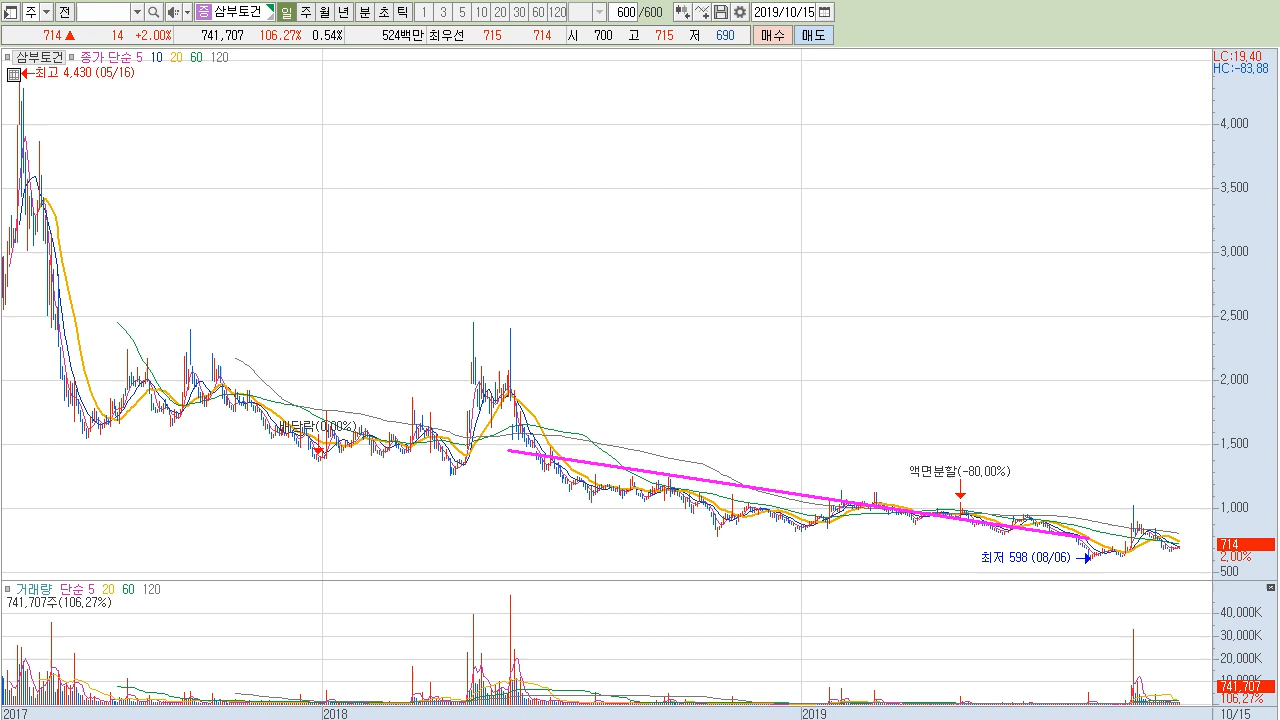 주 전 증 삼부토건 일 주 월 년 분 초 틱 1 3 5 10 20 30 60 120 600 /600 2019/10/15
714 ▲ 14 +2.00% 741,707 106.27% 0.54% 524백만 최우선 715 714 시 700 고 715 저 690 매수 매도
삼부토건 종가 단순 5 10 20 60 120
LC:19.40
HC:-83.88
최고 4.430 (05/16)
4,000
3,500
3,000
2,500
2,000
배당락(0.00%)
1,500
액면분할(-80.00%)
1,000
714
2.00%
최저 598 (08/06)
500
거래량 단순 5 20 60 120
741,707주(106.27%)
40,000K
30,000K
20,000K
10,000K
741,707
106.27%
2017 2018 2019 10/15